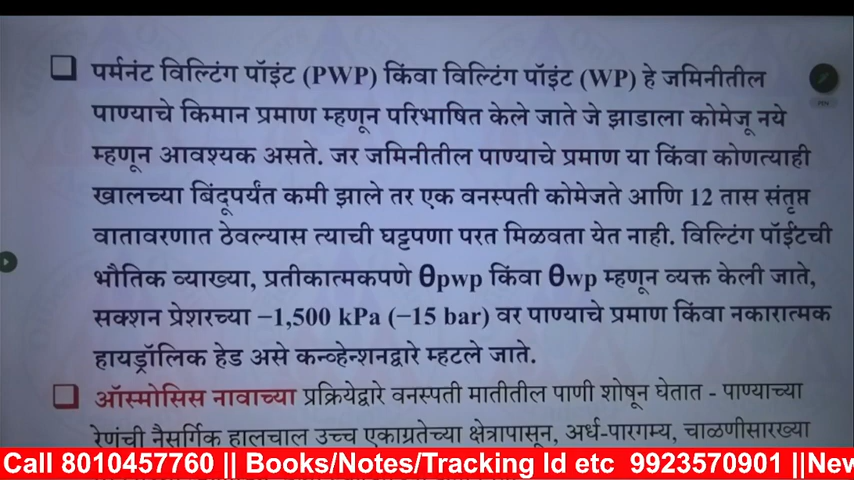 पर्मनंट विल्टिंग पॉइंट (PWP) किंवा विल्टिंग पॉइंट (WP) हे जमिनीतील
पाण्याचे किमान प्रमाण म्हणून परिभाषित केले जाते जे झाडाला कोमेजू नये
म्हणून आवश्यक असते. जर जमिनीतील पाण्याचे प्रमाण या किंवा कोणत्याही
खालच्या बिंदूपर्यंत कमी झाले तर एक वनस्पती कोमेजते आणि 12 तास संतृप्त
वातावरणात ठेवल्यास त्याची घट्टपणा परत मिळवता येत नाही. विल्टिंग पॉईंटची
भौतिक व्याख्या, प्रतीकात्मकपणे θpwp किंवा θwp म्हणून व्यक्त केली जाते,
सक्शन प्रेशरच्या −1,500 kPa (−15 bar) वर पाण्याचे प्रमाण किंवा नकारात्मक
हायड्रॉलिक हेड असे कन्व्हेन्शनद्वारे म्हटले जाते.
ऑस्मोसिस नावाच्या प्रक्रियेद्वारे वनस्पती मातीतील पाणी शोषून घेतात - पाण्याच्या
रेणूंची नैसर्गिक हालचाल उच्च एकाग्रतेच्या क्षेत्रापासून, अर्ध-पारगम्य, चाळणीसारख्या
Call 8010457760 || Books/Notes/Tracking Id etc 9923570901 ||New